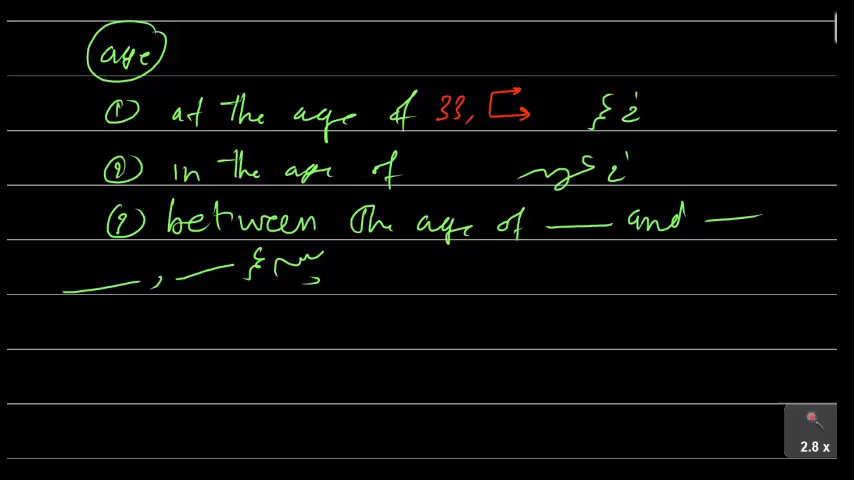 age
① at the age of 33,
② in the age of
③ between the age of — and —
2.8 x